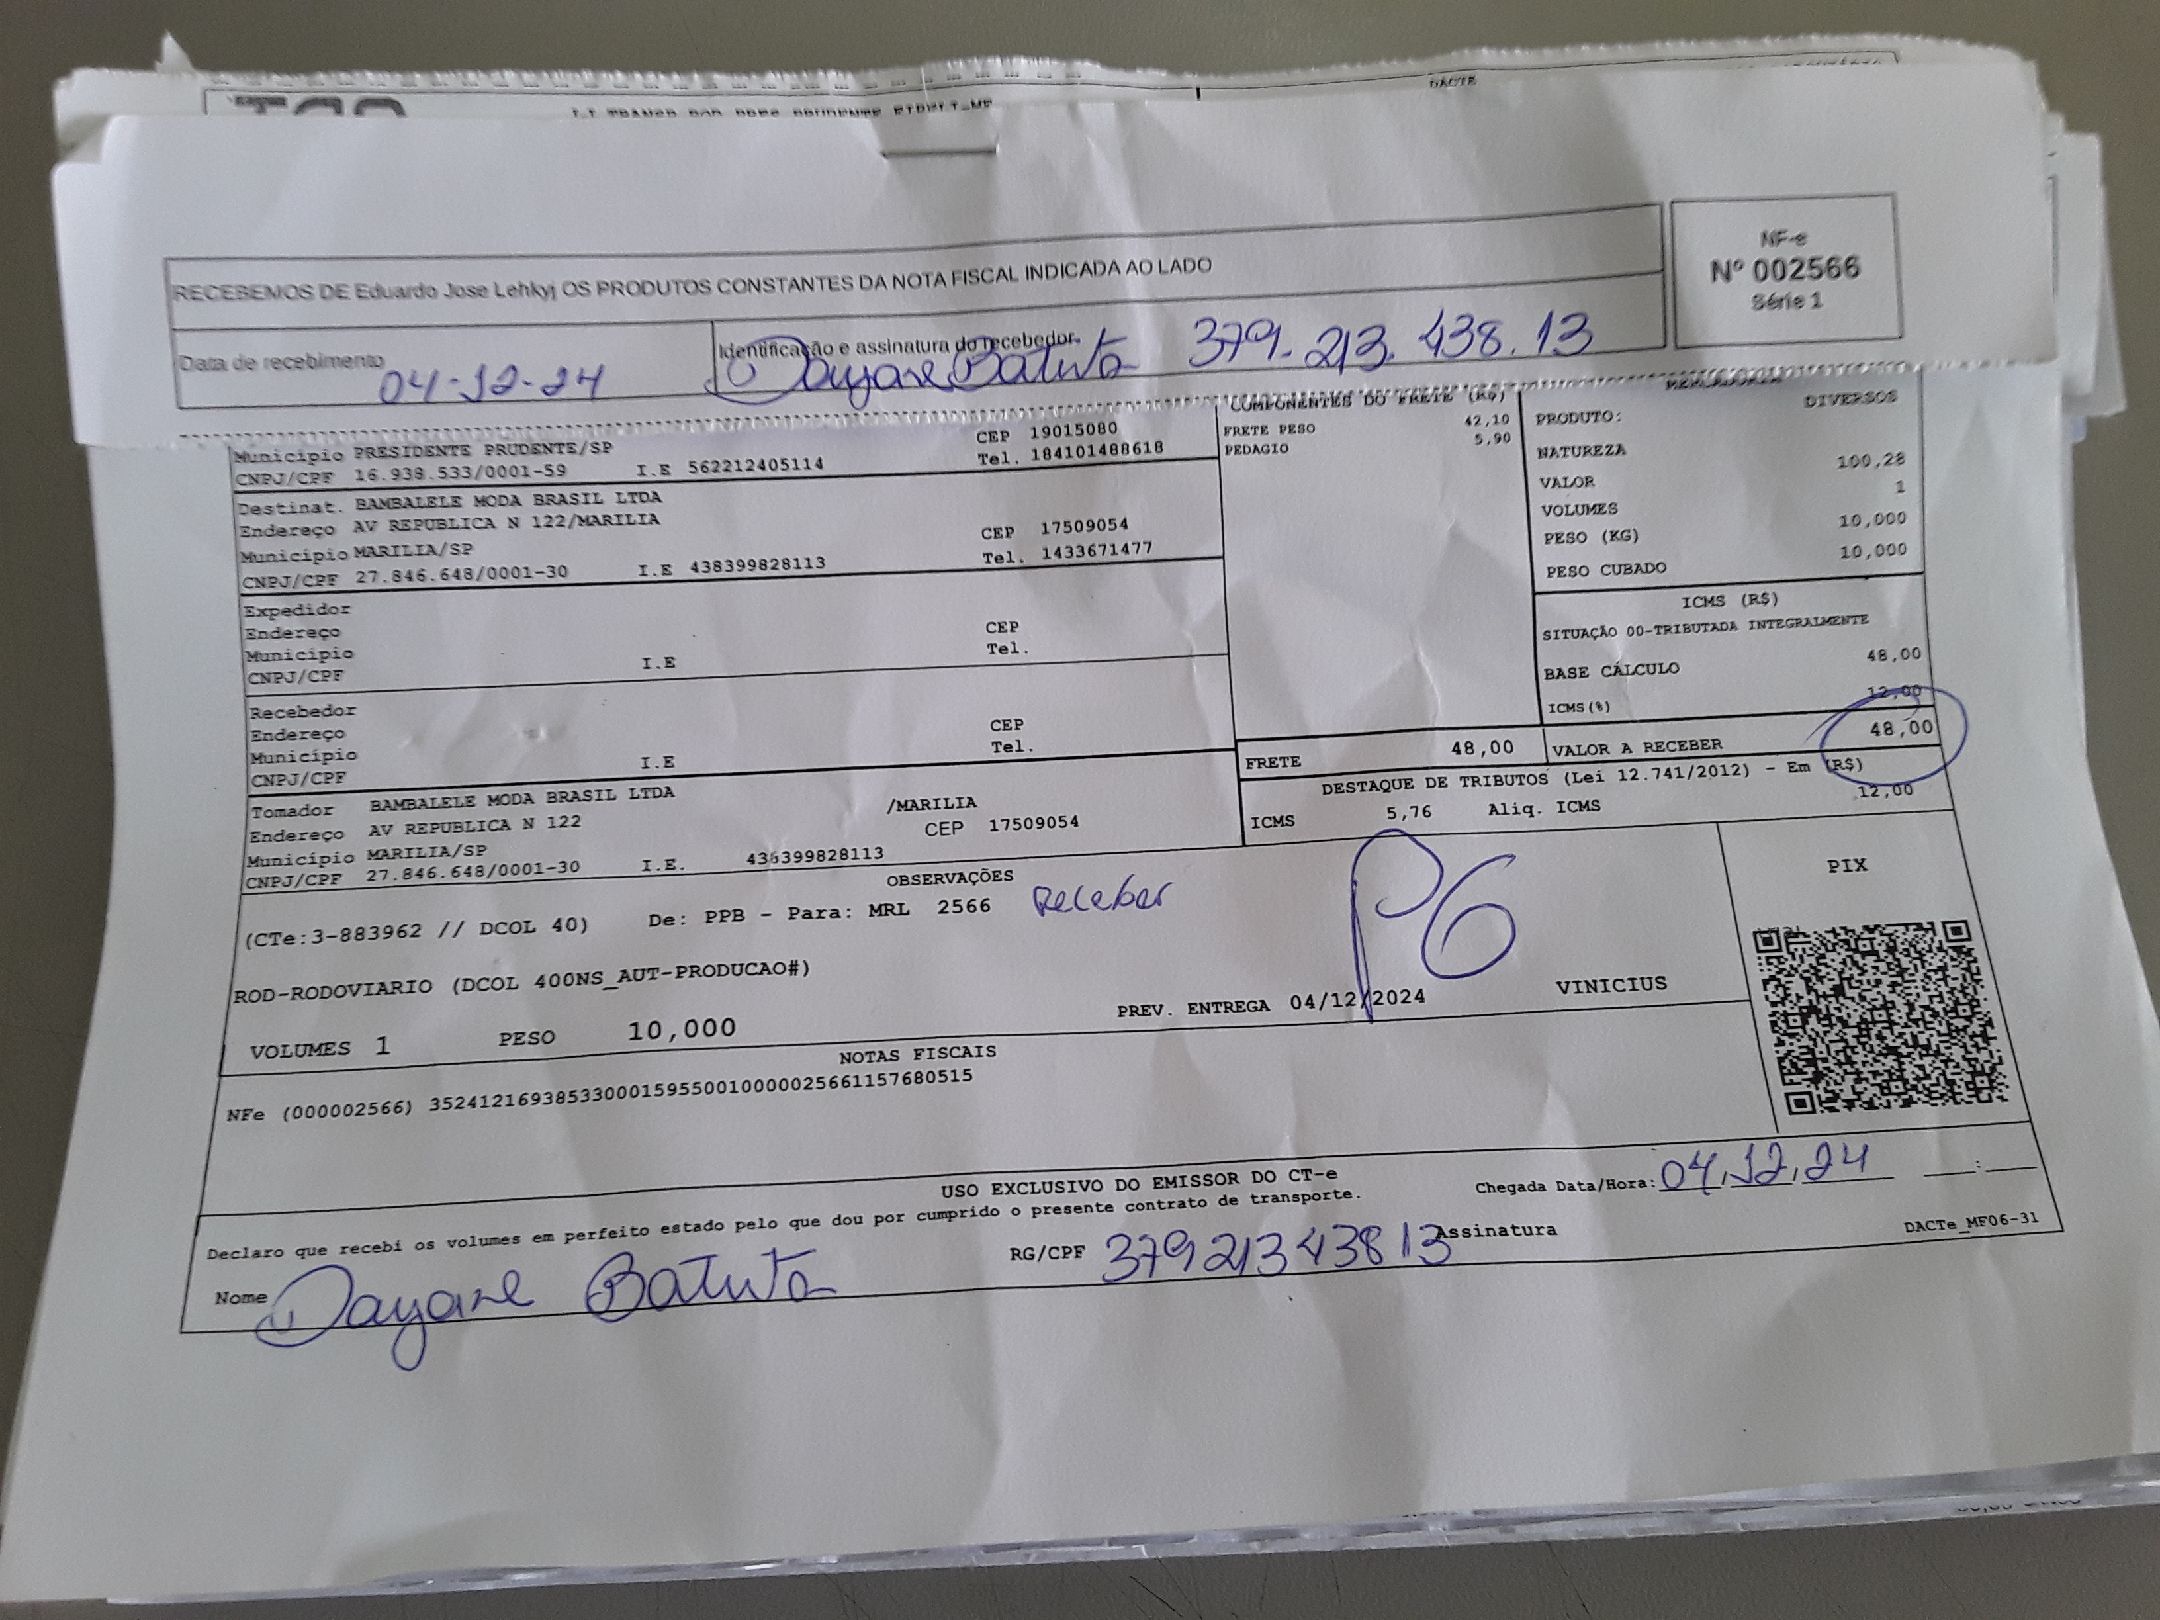 DACTE
RECEBEMOS DE Eduardo Jose Lehkyj OS PRODUTOS CONSTANTES DA NOTA FISCAL INDICADA AO LADO
NF-e
Nº 002566
Série 1
Data de recebimento
04-12-24
Identificação e assinatura do recebedor
Dayane Batuta 379.213.438.13
Município PRESIDENTE PRUDENTE/SP CEP 19015080
CNPJ/CPF 16.938.533/0001-59 I.E 562212405114 Tel. 184101488618
Destinat. BAMBALELE MODA BRASIL LTDA
Endereço AV REPUBLICA N 122/MARILIA CEP 17509054
Município MARILIA/SP Tel. 1433671477
CNPJ/CPF 27.846.648/0001-30 I.E 438399828113
Expedidor
Endereço CEP
Município Tel.
CNPJ/CPF I.E
Recebedor
Endereço CEP
Município Tel.
CNPJ/CPF I.E
Tomador BAMBALELE MODA BRASIL LTDA
Endereço AV REPUBLICA N 122 /MARILIA
Município MARILIA/SP CEP 17509054
CNPJ/CPF 27.846.648/0001-30 I.E. 438399828113
COMPONENTES DO FRETE (R$)
FRETE PESO 42,10
PEDAGIO 5,90
PRODUTO: DIVERSOS
NATUREZA
VALOR 100,28
VOLUMES 1
PESO (KG) 10,000
PESO CUBADO 10,000
ICMS (R$)
SITUAÇÃO 00-TRIBUTADA INTEGRALMENTE
BASE CÁLCULO 48,00
ICMS(%) 12,00
FRETE 48,00 VALOR A RECEBER 48,00
DESTAQUE DE TRIBUTOS (Lei 12.741/2012) - Em (R$)
ICMS 5,76 Aliq. ICMS 12,00
OBSERVAÇÕES
(CTe:3-883962 // DCOL 40) De: PPB - Para: MRL 2566 Receber
PG
PIX
ROD-RODOVIARIO (DCOL 400NS_AUT-PRODUCAO#)
VOLUMES 1 PESO 10,000 PREV. ENTREGA 04/12/2024 VINICIUS
NOTAS FISCAIS
NFe (000002566) 35241216938533000159550010000025661157680515
USO EXCLUSIVO DO EMISSOR DO CT-e
Declaro que recebi os volumes em perfeito estado pelo que dou por cumprido o presente contrato de transporte.
Chegada Data/Hora: 04,12,24 __:__
Nome Dayane Batuta RG/CPF 37921343813 Assinatura
DACTe_MF06-31